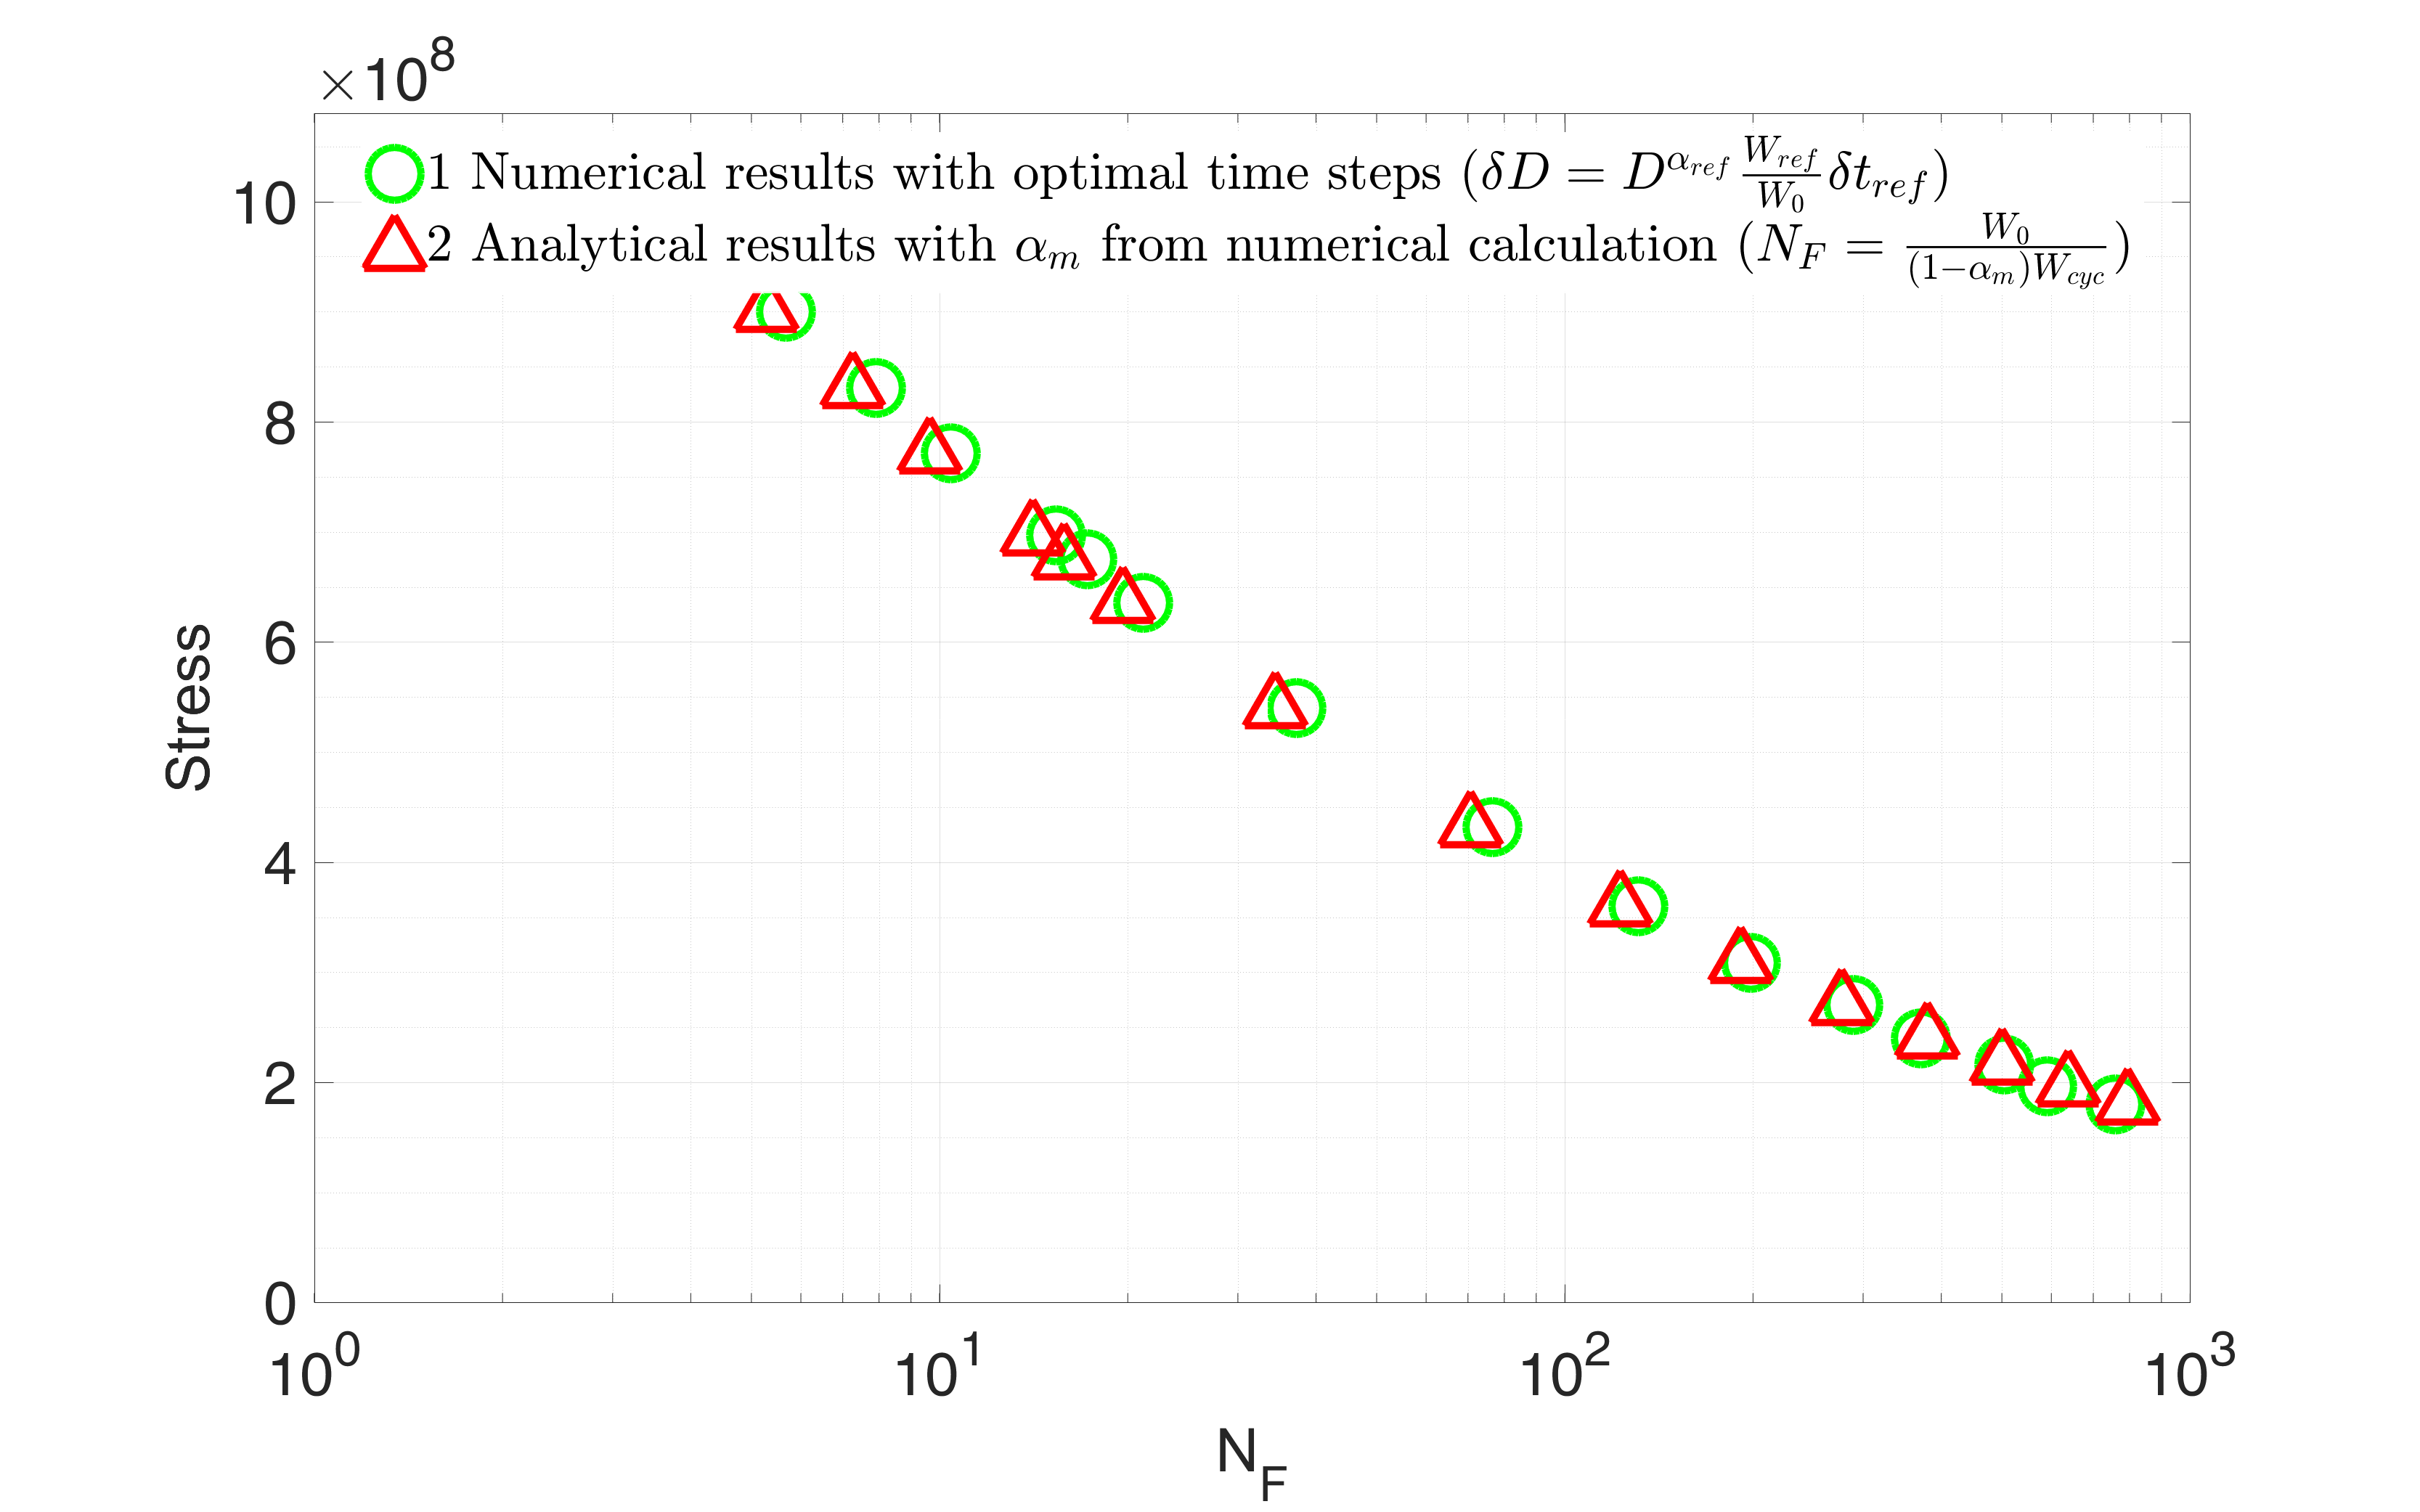 ×10^8
1 Numerical results with optimal time steps (δD = D^{α_{ref}} \frac{W_{ref}}{W_0} δt_{ref})
2 Analytical results with α_m from numerical calculation (N_F = \frac{W_0}{(1−α_m)W_{cyc}})
10
8
6
4
2
0
Stress
10^0 10^1 10^2 10^3
N_F